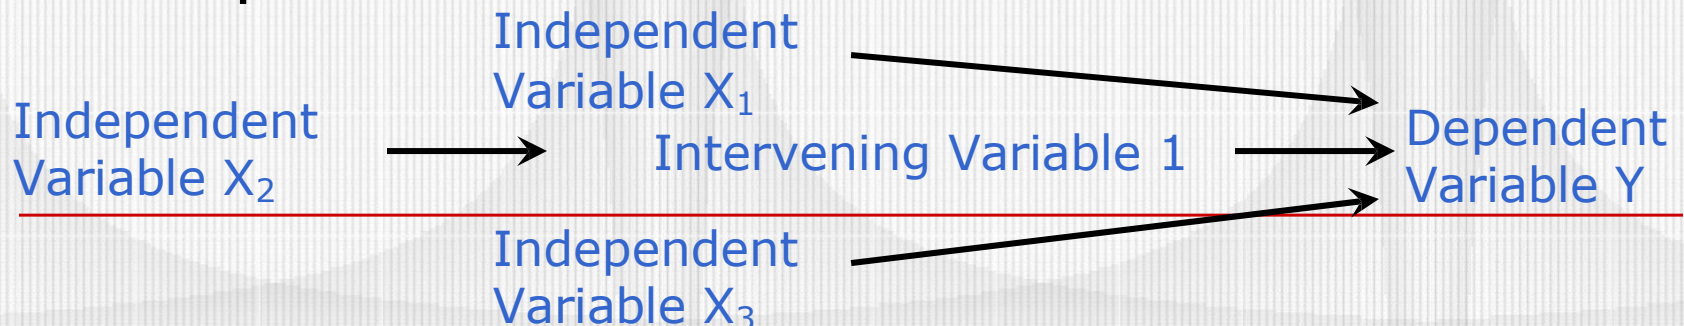 Independent
Variable X₁
Independent
Variable X₂
Intervening Variable 1
Dependent
Variable Y
Independent
Variable X₃